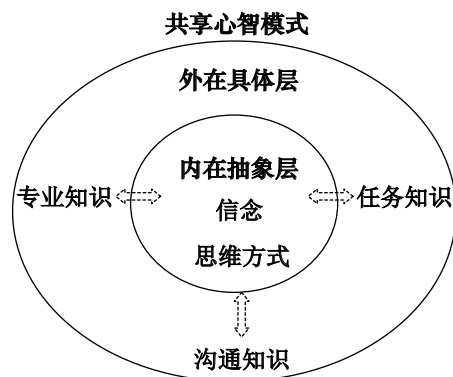 共享心智模式
外在具体层
内在抽象层
专业知识
信念
任务知识
思维方式
沟通知识